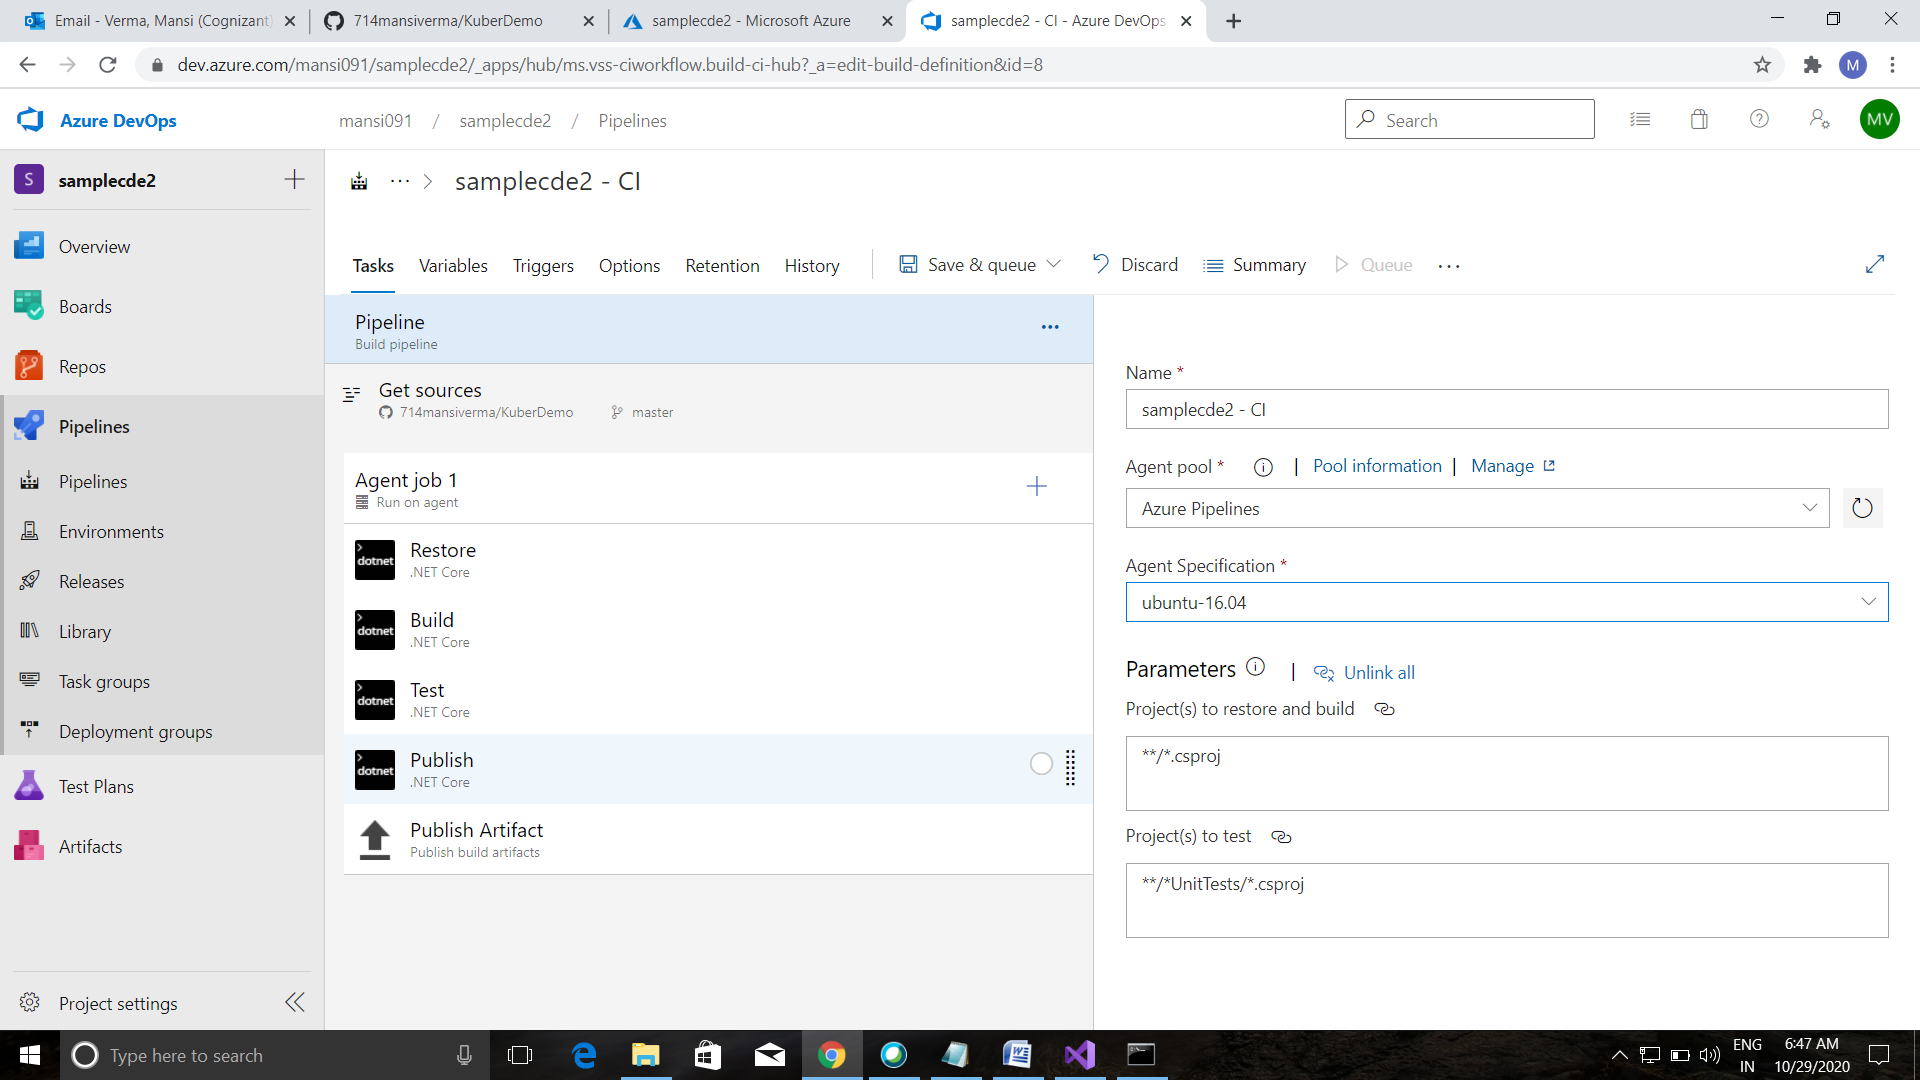 Email - Verma, Mansi (Cognizant)
714mansiverma/KuberDemo
samplecde2 - Microsoft Azure
samplecde2 - CI - Azure DevOps
dev.azure.com/mansi091/samplecde2/_apps/hub/ms.vss-ciworkflow.build-ci-hub?_a=edit-build-definition&id=8
M
Azure DevOps
mansi091 / samplecde2 / Pipelines
Search
MV
S samplecde2
Overview
Boards
Repos
Pipelines
Pipelines
Environments
Releases
Library
Task groups
Deployment groups
Test Plans
Artifacts
Project settings
... > samplecde2 - CI
Tasks Variables Triggers Options Retention History Save & queue Discard Summary Queue ...
Pipeline
Build pipeline
Get sources
714mansiverma/KuberDemo master
Agent job 1
Run on agent
dotnet Restore
.NET Core
dotnet Build
.NET Core
dotnet Test
.NET Core
dotnet Publish
.NET Core
Publish Artifact
Publish build artifacts
Name *
samplecde2 - CI
Agent pool * | Pool information | Manage
Azure Pipelines
Agent Specification *
ubuntu-16.04
Parameters | Unlink all
Project(s) to restore and build
**/*.csproj
Project(s) to test
**/*UnitTests/*.csproj
Type here to search
ENG
IN
6:47 AM
10/29/2020